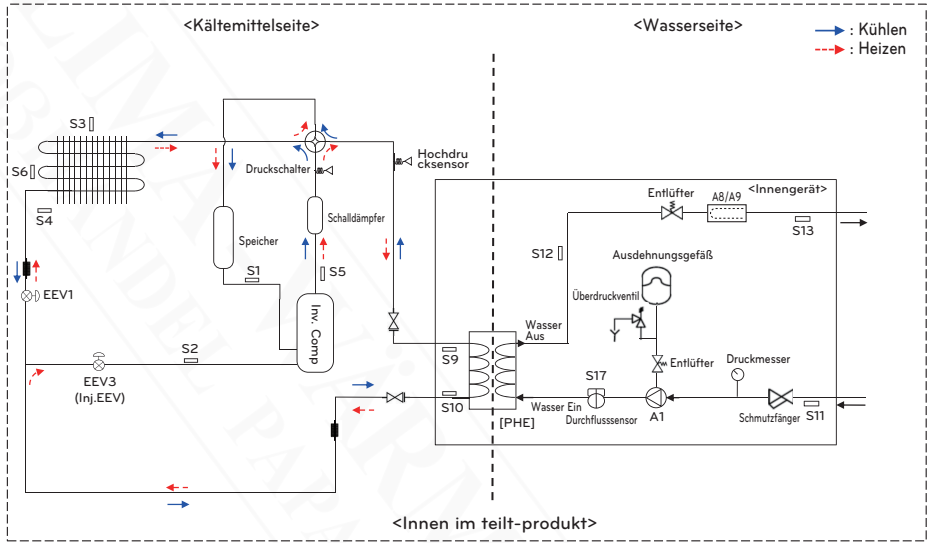 <Kältemittelseite>
<Wasserseite>
: Kühlen
: Heizen
S3
S6
S4
Druckschalter
Hochdru
cksensor
<Innengerät>
Entlüfter
A8/A9
S13
Speicher
Schalldämpfer
S12
Ausdehnungsgefäß
S1
S5
Überdruckventil
EEV1
Inv. Comp
Wasser
Aus
S2
S9
Entlüfter
Druckmesser
EEV3
(Inj.EEV)
S17
S10
Wasser Ein
Durchflusssensor
A1
Schmutzfänger
S11
[PHE]
<Innen im teilt-produkt>